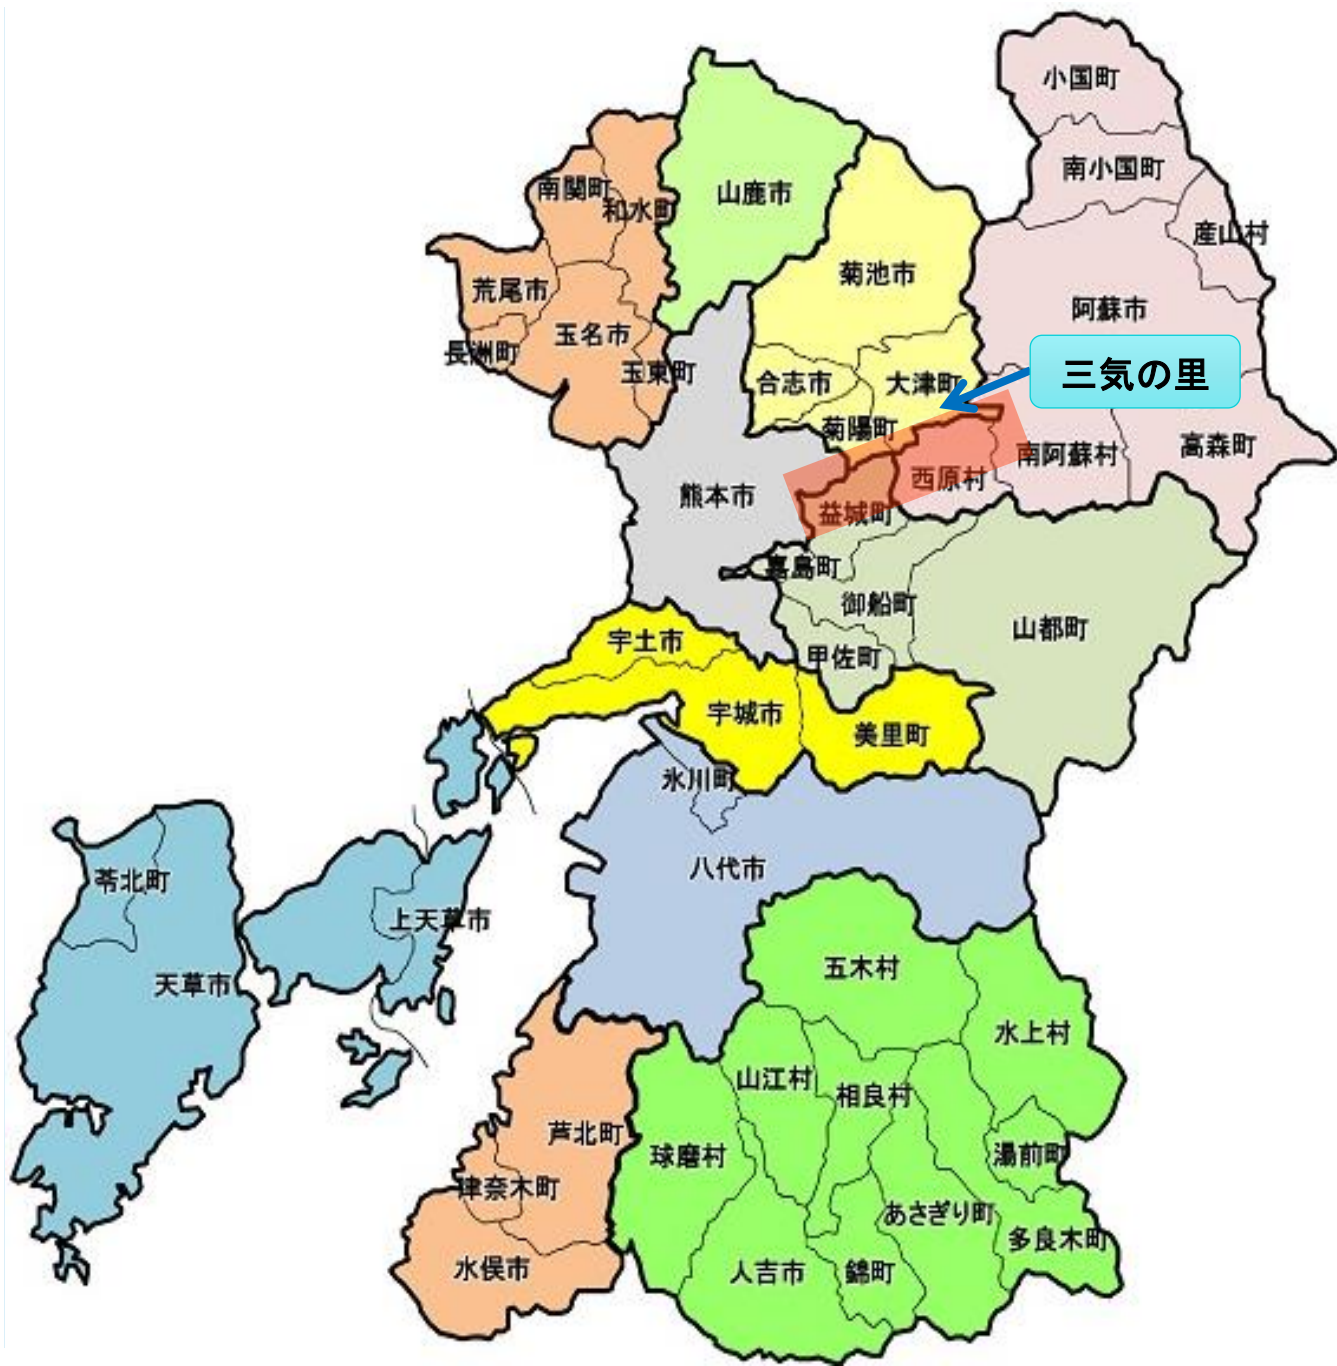 小国町
南小国町
産山村
山鹿市
南関町
和水町
菊池市
荒尾市
阿蘇市
玉名市
長洲町
玉東町
合志市
大津町
三気の里
菊陽町
南阿蘇村
高森町
西原村
熊本市
益城町
嘉島町
御船町
山都町
甲佐町
宇土市
宇城市
美里町
氷川町
八代市
苓北町
上天草市
天草市
五木村
水上村
山江村
相良村
芦北町
球磨村
湯前町
津奈木町
あさぎり町
多良木町
水俣市
人吉市
錦町